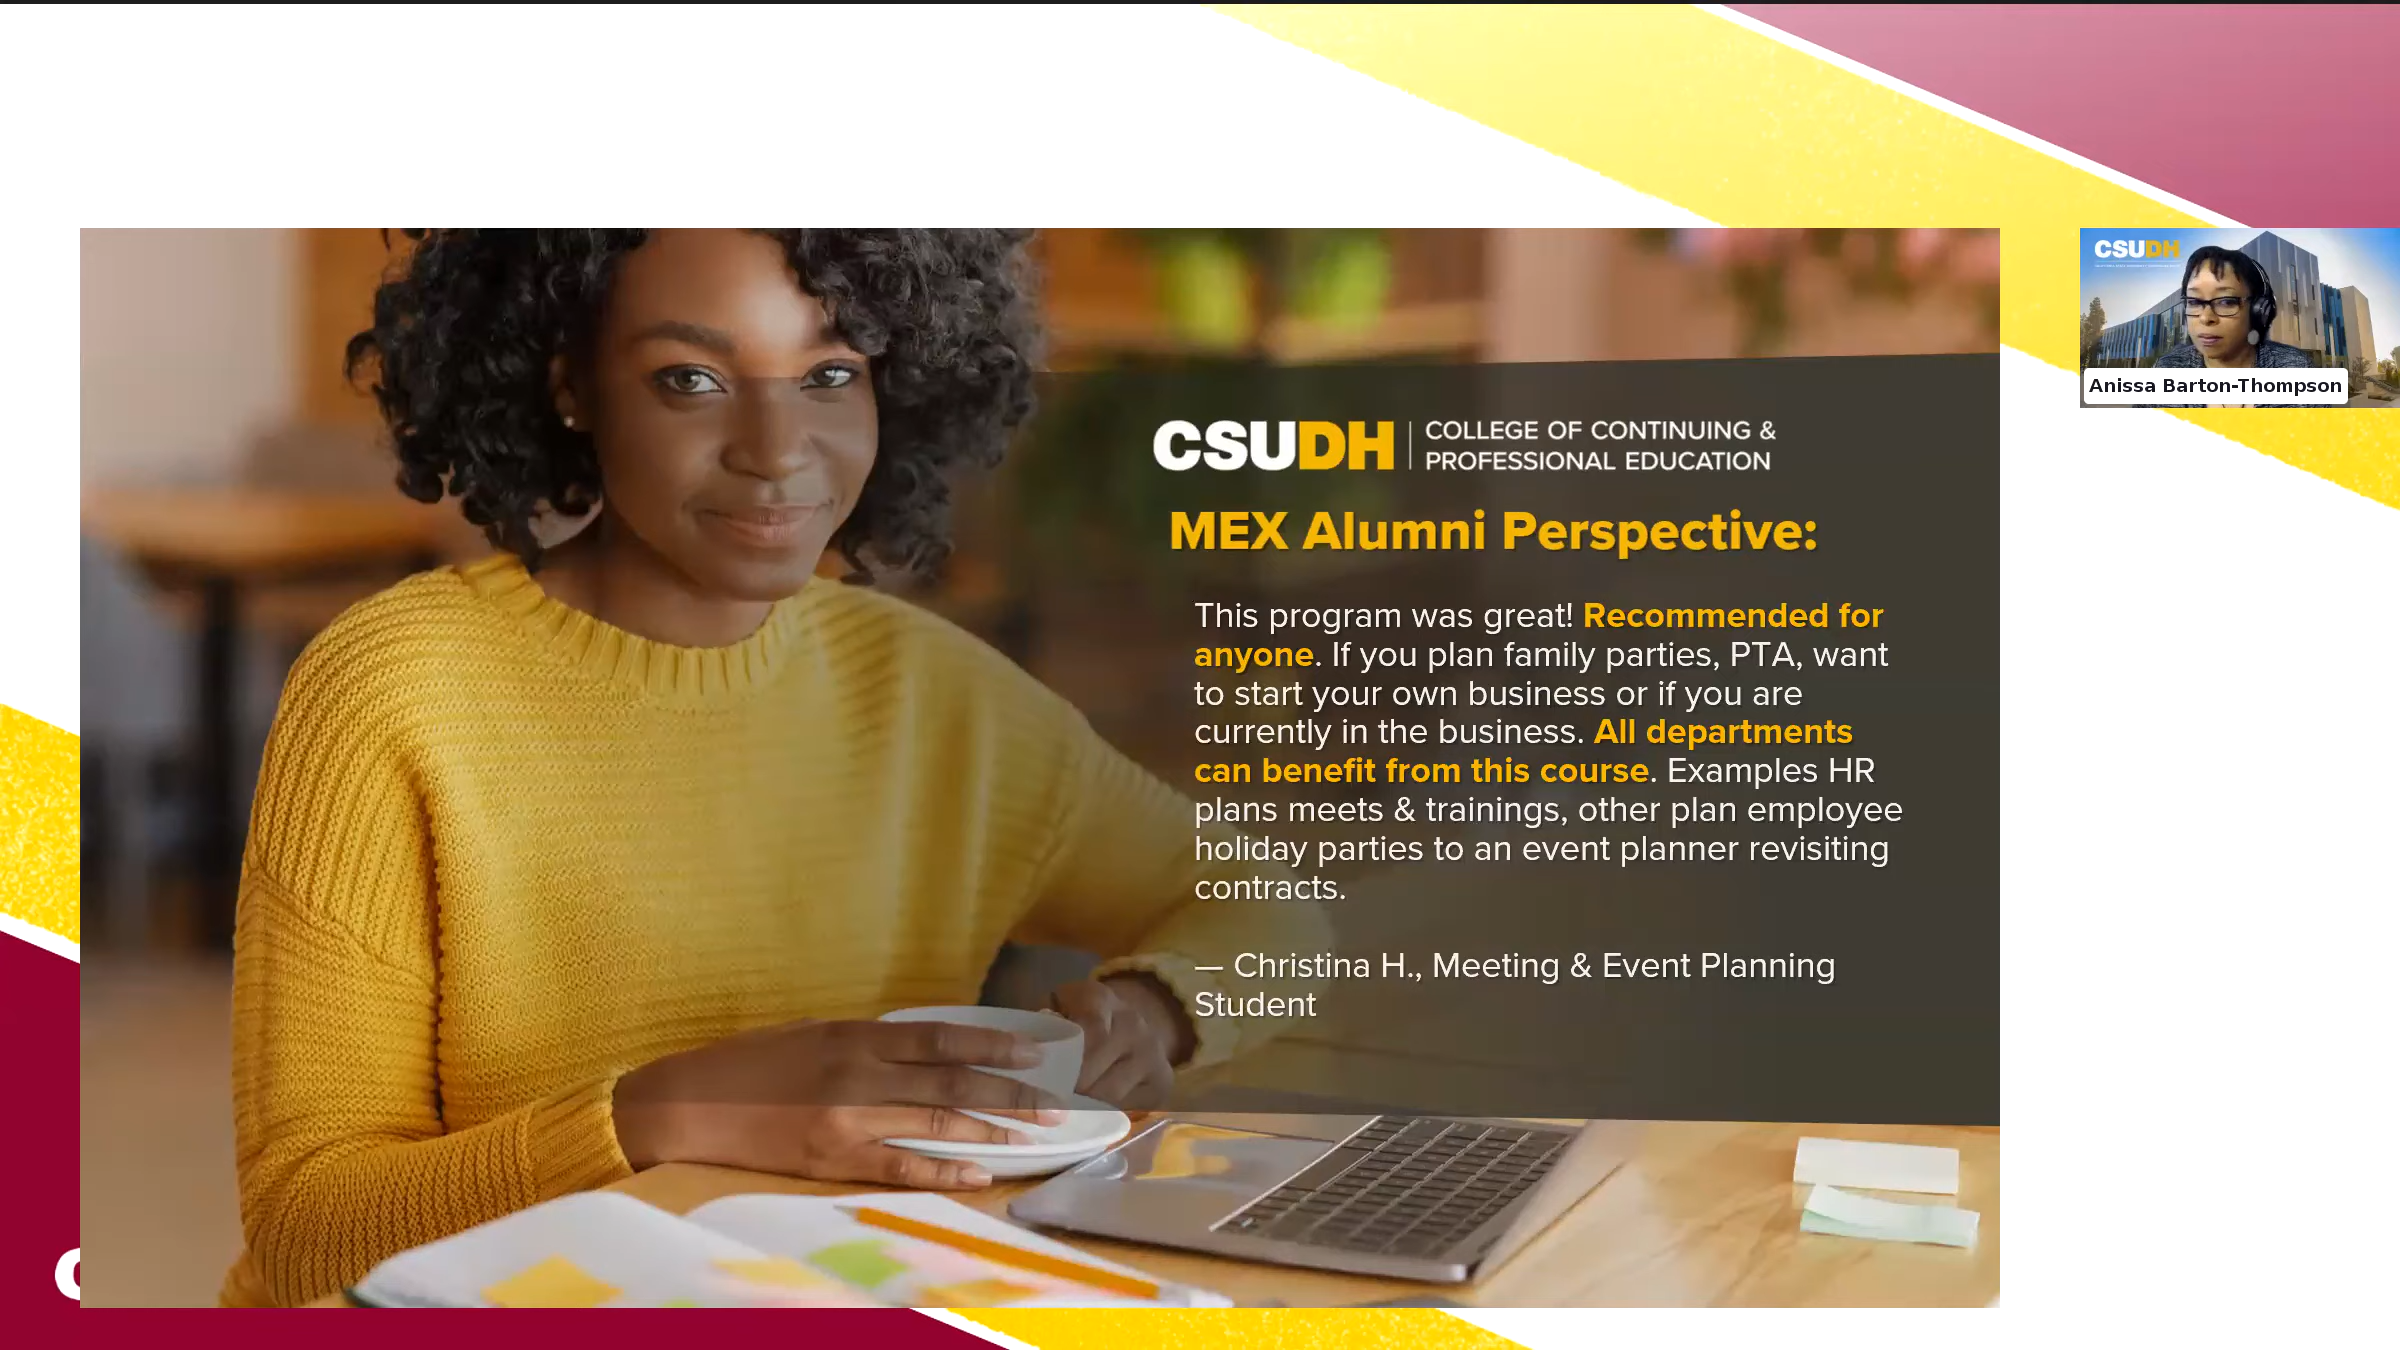 CSUDH
COLLEGE OF CONTINUING &
PROFESSIONAL EDUCATION
MEX Alumni Perspective:
This program was great! Recommended for
anyone. If you plan family parties, PTA, want
to start your own business or if you are
currently in the business. All departments
can benefit from this course. Examples HR
plans meets & trainings, other plan employee
holiday parties to an event planner revisiting
contracts.
— Christina H., Meeting & Event Planning
Student
CSUDH
Anissa Barton-Thompson